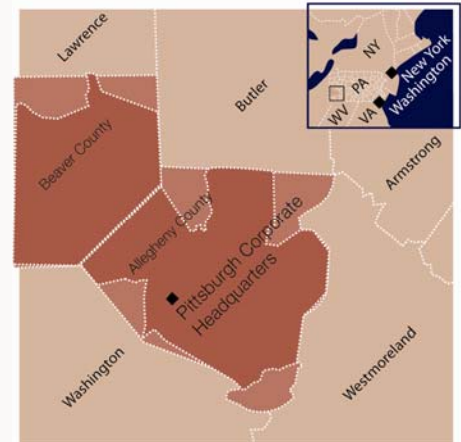 Lawrence
Butler
Armstrong
Beaver County
Allegheny County
Pittsburgh Corporate
Headquarters
Washington
Westmoreland
NY
PA
WV
VA
New York
Washington